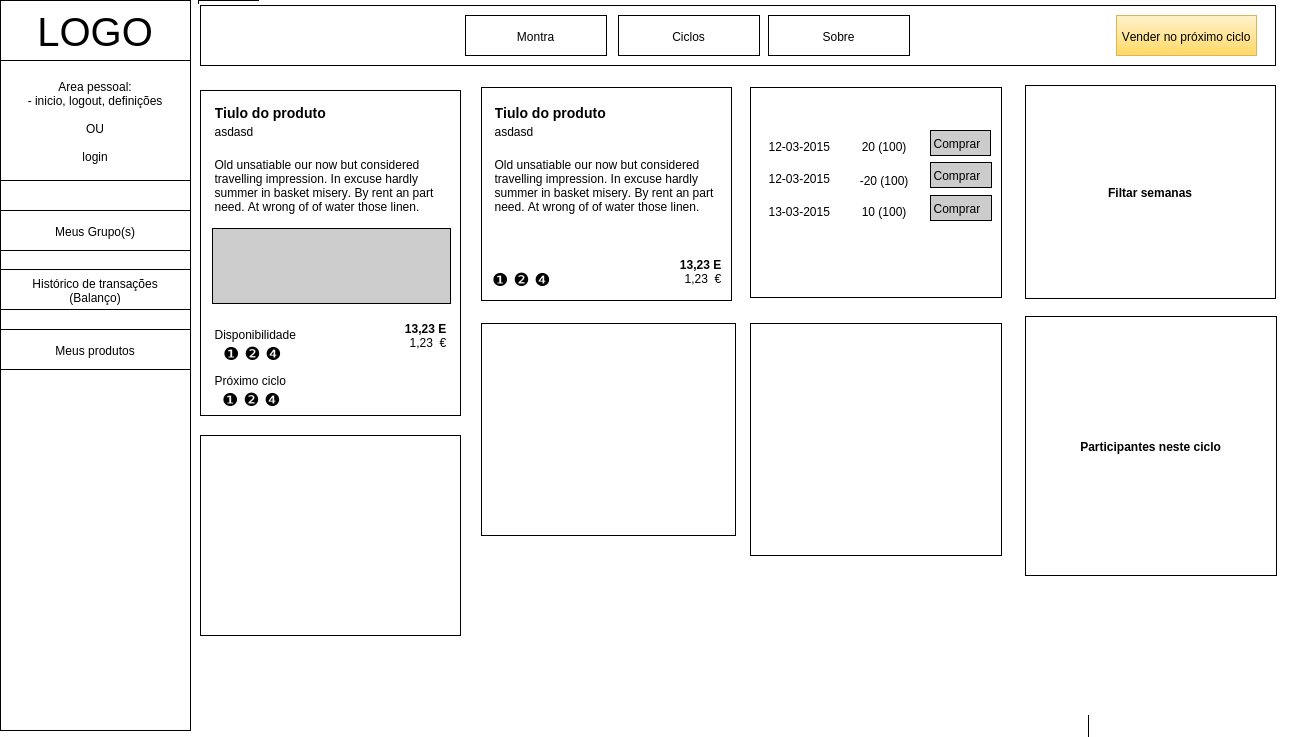 LOGO
Area pessoal:
- inicio, logout, definições
OU
login
Meus Grupo(s)
Histórico de transações
(Balanço)
Meus produtos
Montra
Ciclos
Sobre
Vender no próximo ciclo
Tiulo do produto
asdasd
Old unsatiable our now but considered
travelling impression. In excuse hardly
summer in basket misery. By rent an part
need. At wrong of of water those linen.
13,23 E
1,23 €
Disponibilidade
❶ ❷ ❹
Próximo ciclo
❶ ❷ ❹
Tiulo do produto
asdasd
Old unsatiable our now but considered
travelling impression. In excuse hardly
summer in basket misery. By rent an part
need. At wrong of of water those linen.
13,23 E
1,23 €
❶ ❷ ❹
12-03-2015 20 (100) Comprar
12-03-2015 -20 (100) Comprar
13-03-2015 10 (100) Comprar
Filtar semanas
Participantes neste ciclo